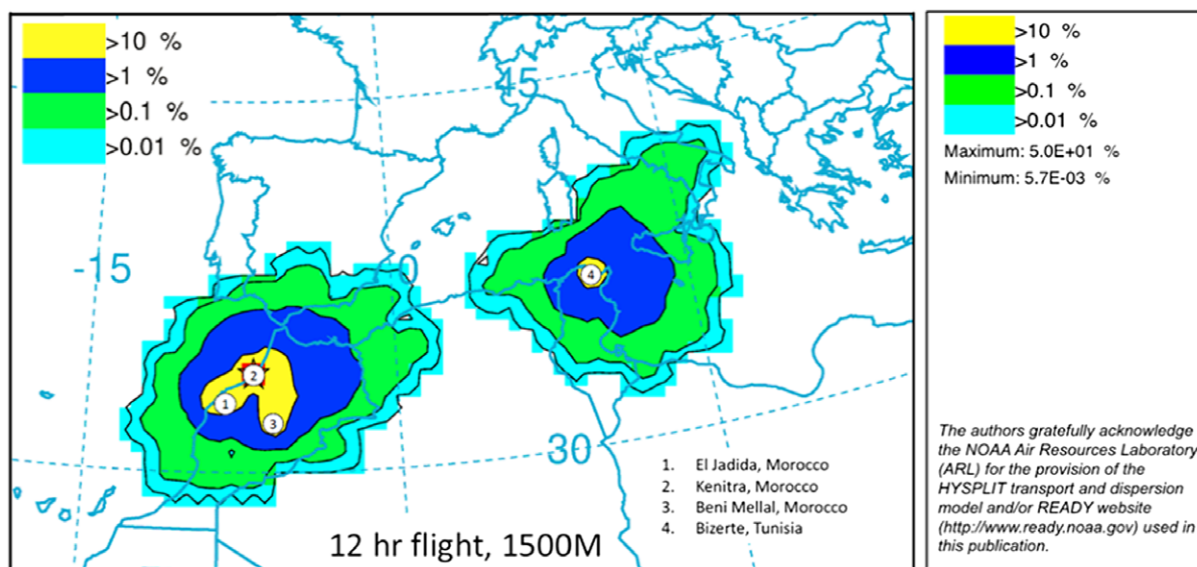 >10 %
>1 %
>0.1 %
>0.01 %
45
-15
0
30
1. El Jadida, Morocco
2. Kenitra, Morocco
3. Beni Mellal, Morocco
4. Bizerte, Tunisia
12 hr flight, 1500M
1
2
3
4
>10 %
>1 %
>0.1 %
>0.01 %
Maximum: 5.0E+01 %
Minimum: 5.7E-03 %
The authors gratefully acknowledge
the NOAA Air Resources Laboratory
(ARL) for the provision of the
HYSPLIT transport and dispersion
model and/or READY website
(http://www.ready.noaa.gov) used in
this publication.